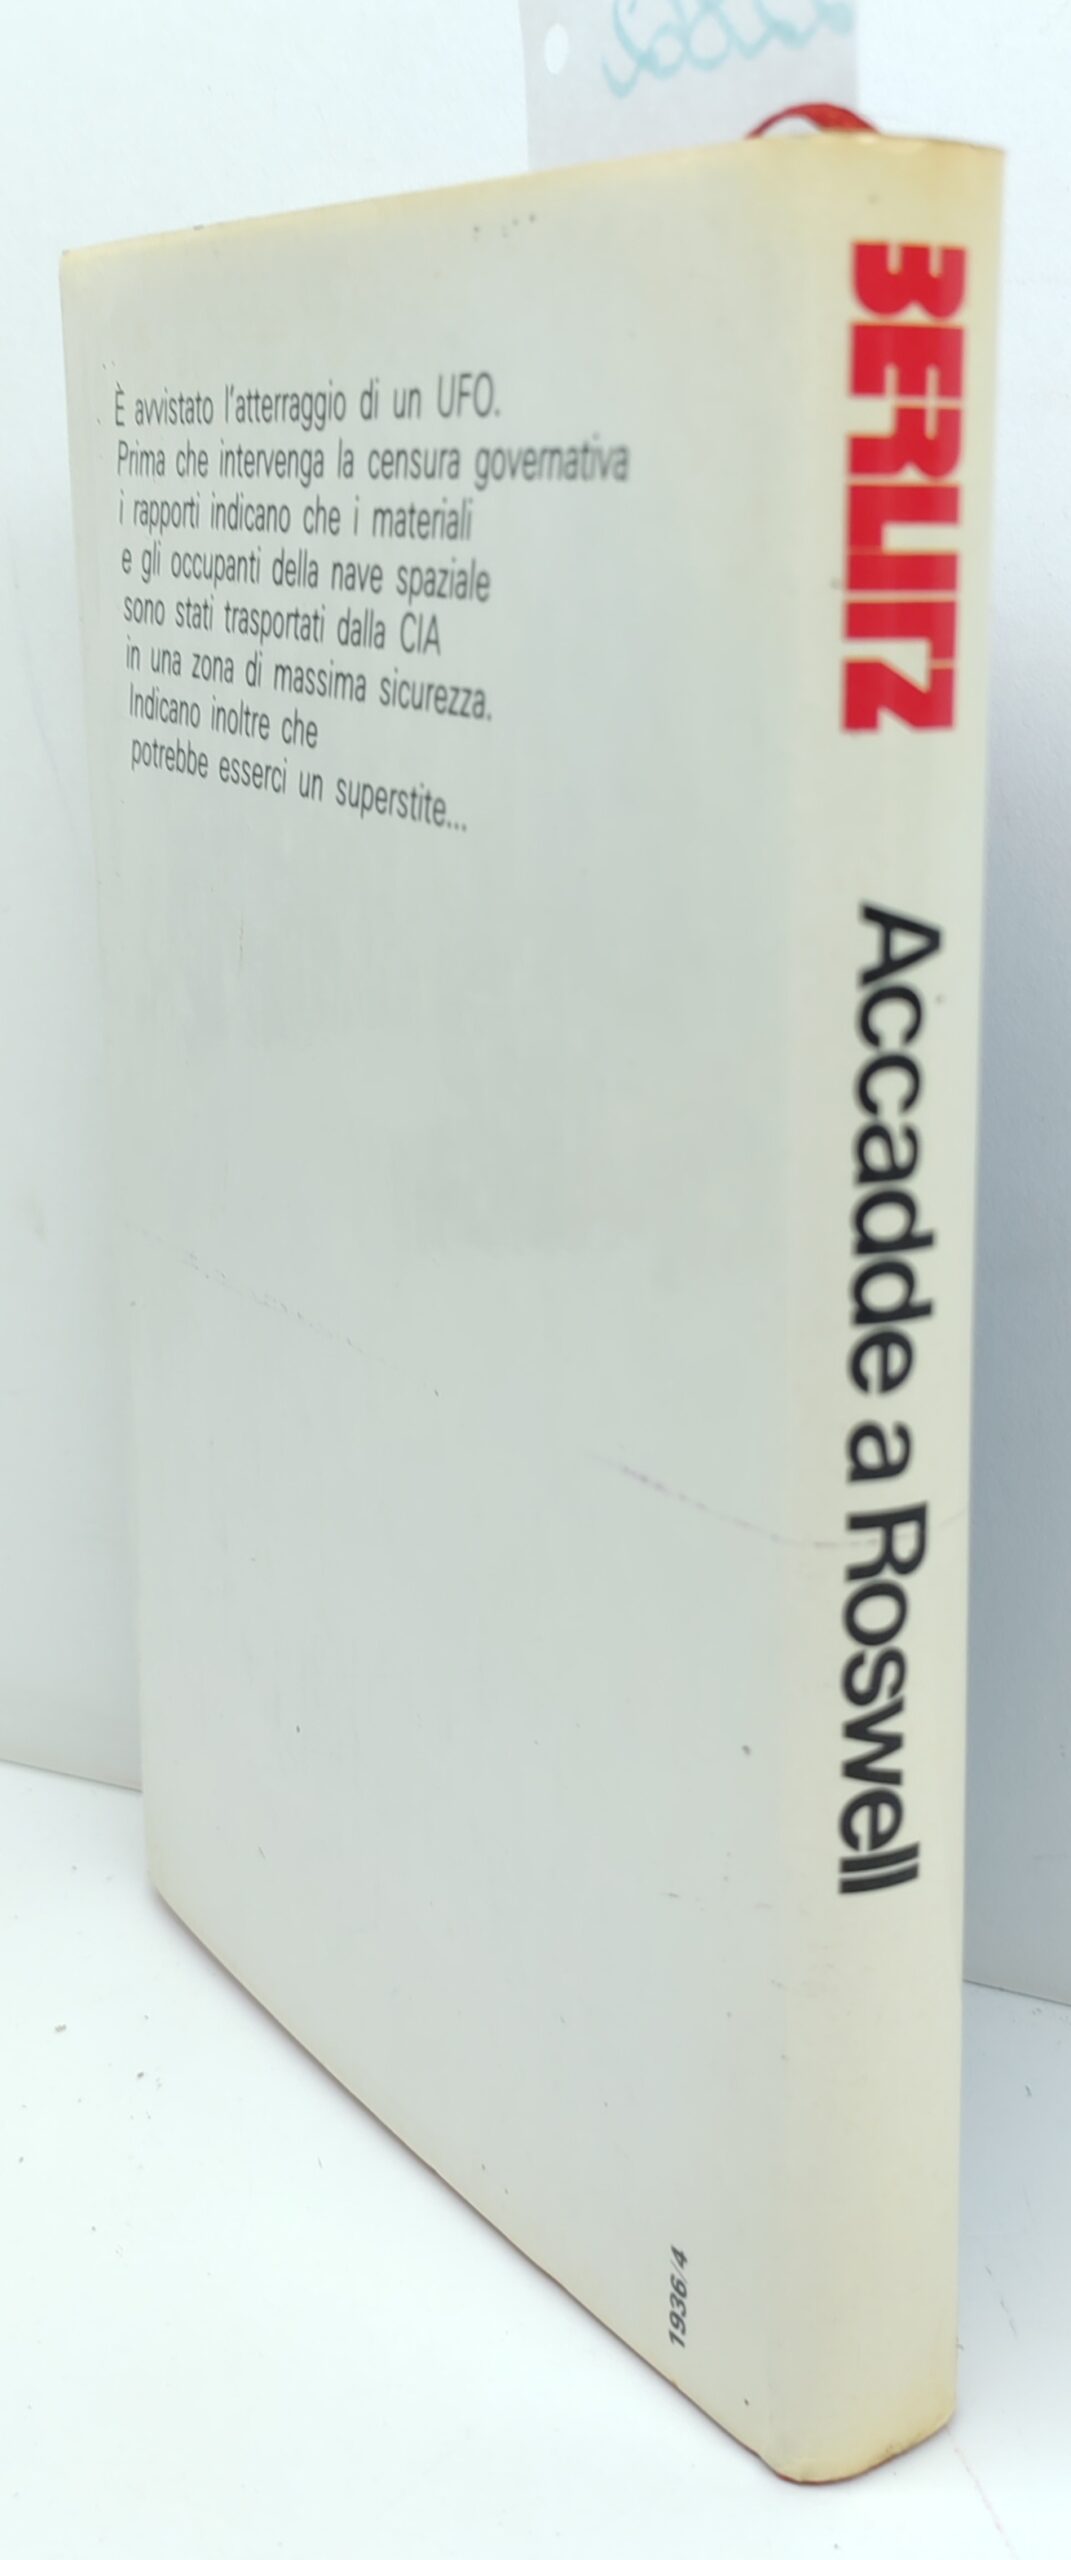 È avvistato l'atterraggio di un UFO.
Prima che intervenga la censura governativa
i rapporti indicano che i materiali
e gli occupanti della nave spaziale
sono stati trasportati dalla CIA
in una zona di massima sicurezza.
Indicano inoltre che
potrebbe esserci un superstite...
1936/4
BERLITZ
Accadde a Roswell